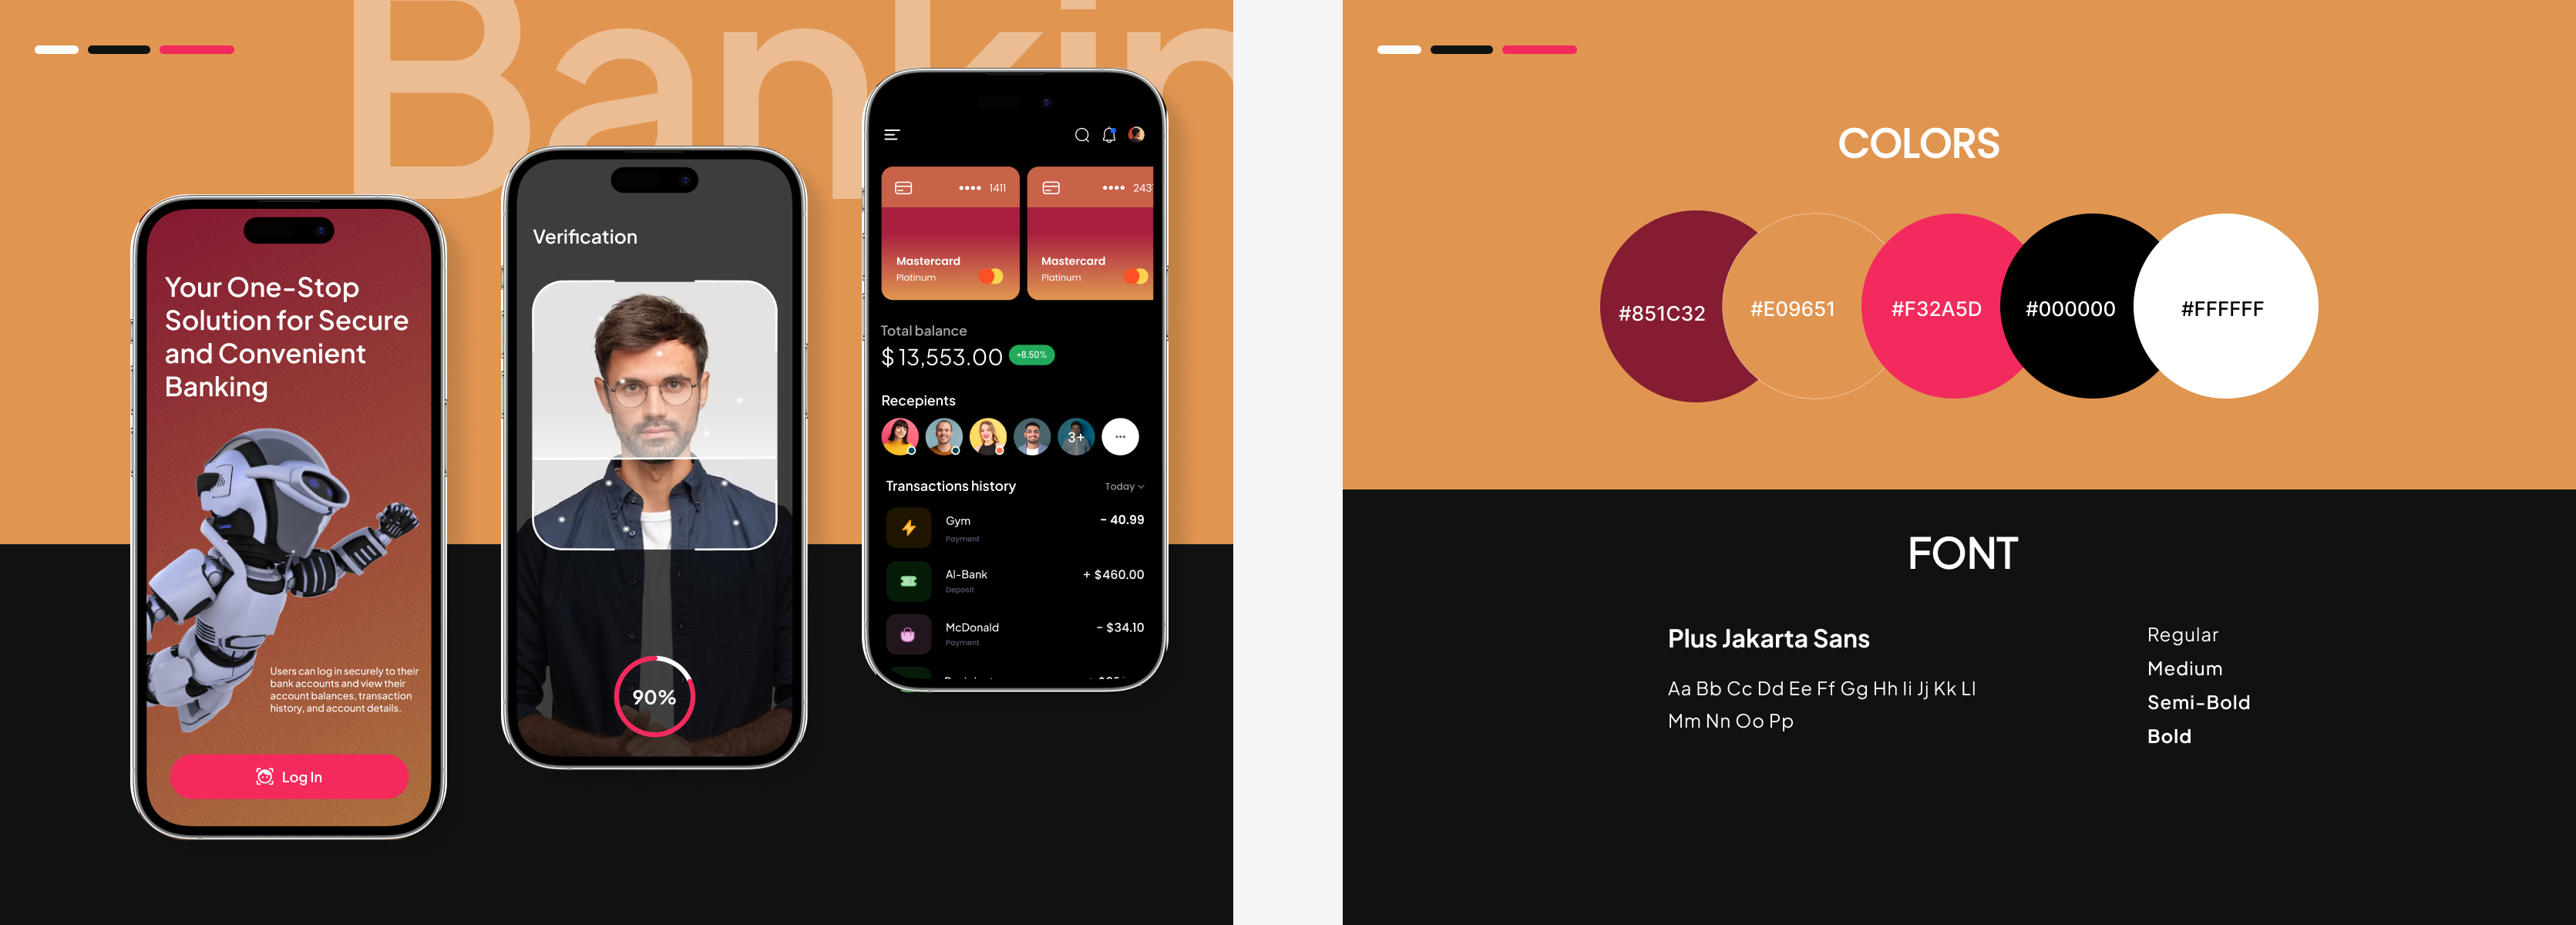 Bankin
Your One-Stop
Solution for Secure
and Convenient
Banking
Users can log in securely to their
bank accounts and view their
account balances, transaction
history, and account details.
Log In
Verification
90%
•••• 1411
•••• 243
Mastercard
Platinum
Mastercard
Platinum
Total balance
$ 13,553.00 +8.50%
Recepients
3+
Transactions history Today
Gym – 40.99
Payment
AI-Bank + $460.00
Deposit
McDonald – $34.10
Payment
COLORS
#851C32 #E09651 #F32A5D #000000 #FFFFFF
FONT
Plus Jakarta Sans
Aa Bb Cc Dd Ee Ff Gg Hh Ii Jj Kk Ll
Mm Nn Oo Pp
Regular
Medium
Semi-Bold
Bold